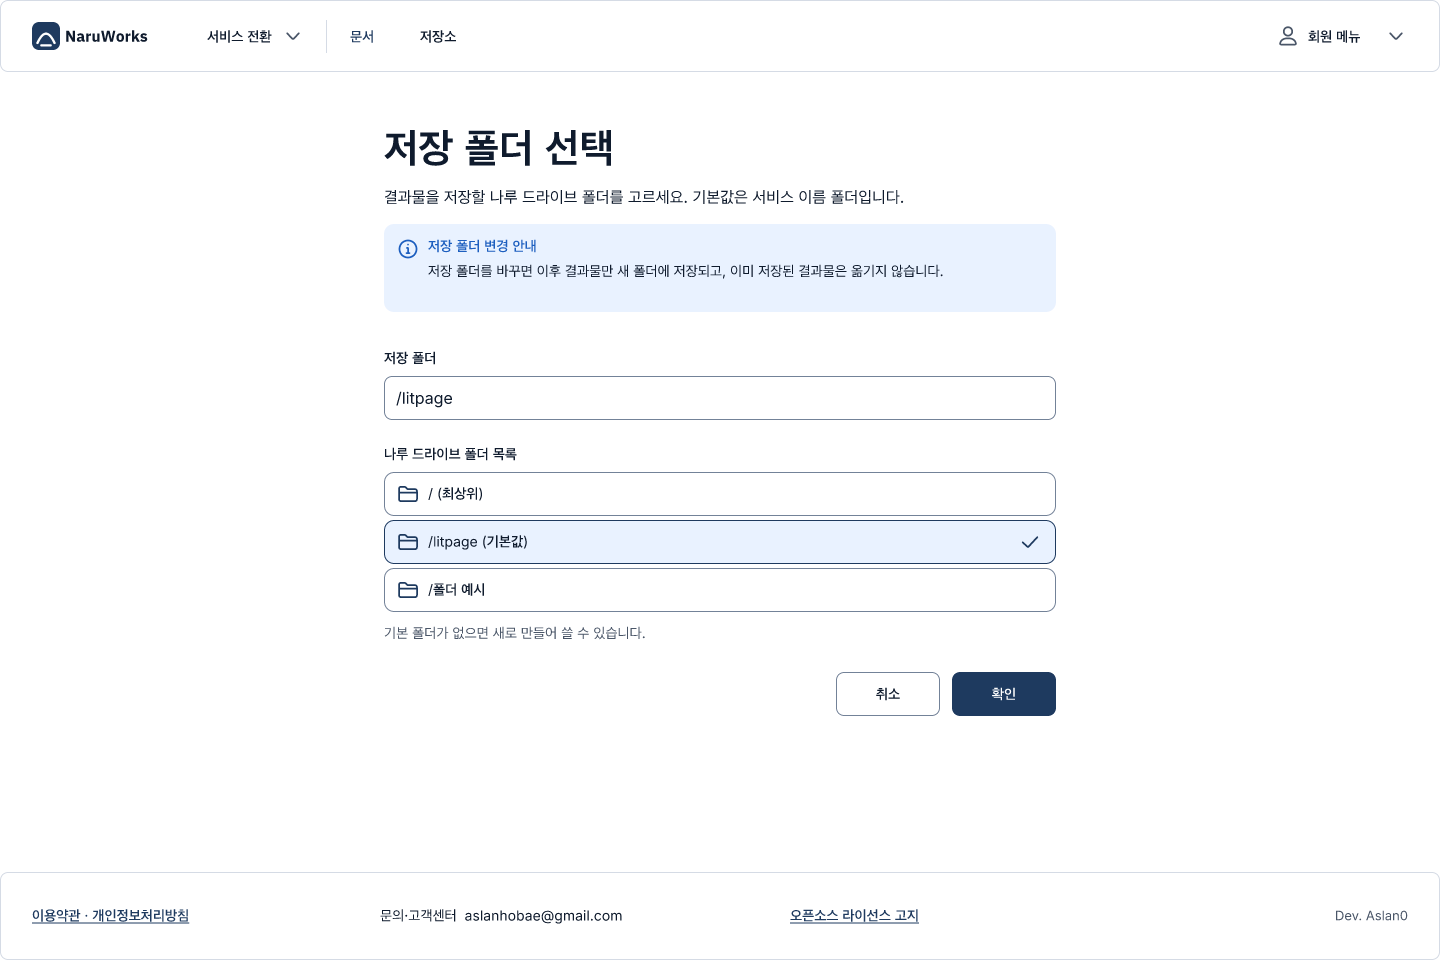 NaruWorks
서비스 전환
문서
저장소
회원 메뉴
저장 폴더 선택
결과물을 저장할 나루 드라이브 폴더를 고르세요. 기본값은 서비스 이름 폴더입니다.
저장 폴더 변경 안내
저장 폴더를 바꾸면 이후 결과물만 새 폴더에 저장되고, 이미 저장된 결과물은 옮기지 않습니다.
저장 폴더
/litpage
나루 드라이브 폴더 목록
/ (최상위)
/litpage (기본값)
/폴더 예시
기본 폴더가 없으면 새로 만들어 쓸 수 있습니다.
취소
확인
이용약관 · 개인정보처리방침
문의·고객센터 aslanhobae@gmail.com
오픈소스 라이선스 고지
Dev. Aslan0